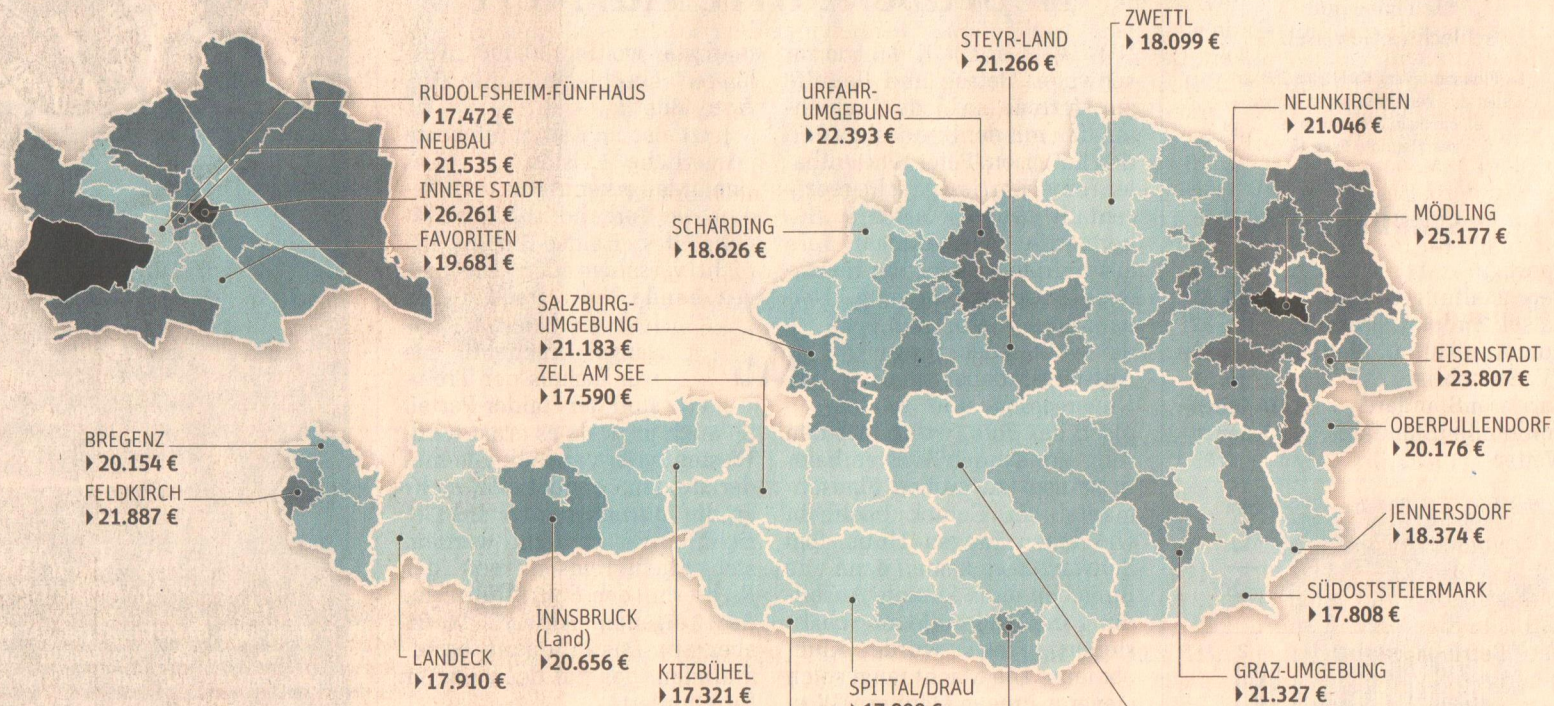 RUDOLFSHEIM-FÜNFHAUS
17.472 €
NEUBAU
21.535 €
INNERE STADT
26.261 €
FAVORITEN
19.681 €
ZWETTL
18.099 €
STEYR-LAND
21.266 €
URFAHR-
UMGEBUNG
22.393 €
NEUNKIRCHEN
21.046 €
SCHÄRDING
18.626 €
MÖDLING
25.177 €
SALZBURG-
UMGEBUNG
21.183 €
ZELL AM SEE
17.590 €
EISENSTADT
23.807 €
OBERPULLENDORF
20.176 €
BREGENZ
20.154 €
FELDKIRCH
21.887 €
JENNERSDORF
18.374 €
SÜDOSTSTEIERMARK
17.808 €
INNSBRUCK
(Land)
20.656 €
LANDECK
17.910 €
KITZBÜHEL
17.321 €
SPITTAL/DRAU
GRAZ-UMGEBUNG
21.327 €